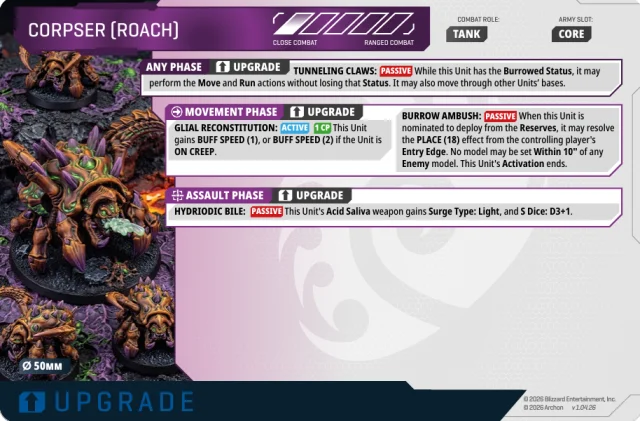 CORPSER (ROACH)
CLOSE COMBAT
RANGED COMBAT
COMBAT ROLE:
TANK
ARMY SLOT:
CORE
ANY PHASE UPGRADE TUNNELING CLAWS: PASSIVE While this Unit has the Burrowed Status, it may
perform the Move and Run actions without losing that Status. It may also move through other Units' bases.
MOVEMENT PHASE UPGRADE
GLIAL RECONSTITUTION: ACTIVE 1 CP This Unit
gains BUFF SPEED (1), or BUFF SPEED (2) if the Unit is
ON CREEP.
BURROW AMBUSH: PASSIVE When this Unit is
nominated to deploy from the Reserves, it may resolve
the PLACE (18) effect from the controlling player's
Entry Edge. No model may be set Within 10" of any
Enemy model. This Unit's Activation ends.
ASSAULT PHASE UPGRADE
HYDRIODIC BILE: PASSIVE This Unit's Acid Saliva weapon gains Surge Type: Light, and S Dice: D3+1.
Ø 50MM
UPGRADE
© 2026 Blizzard Entertainment, Inc.
© 2026 Archon v.1.04.26